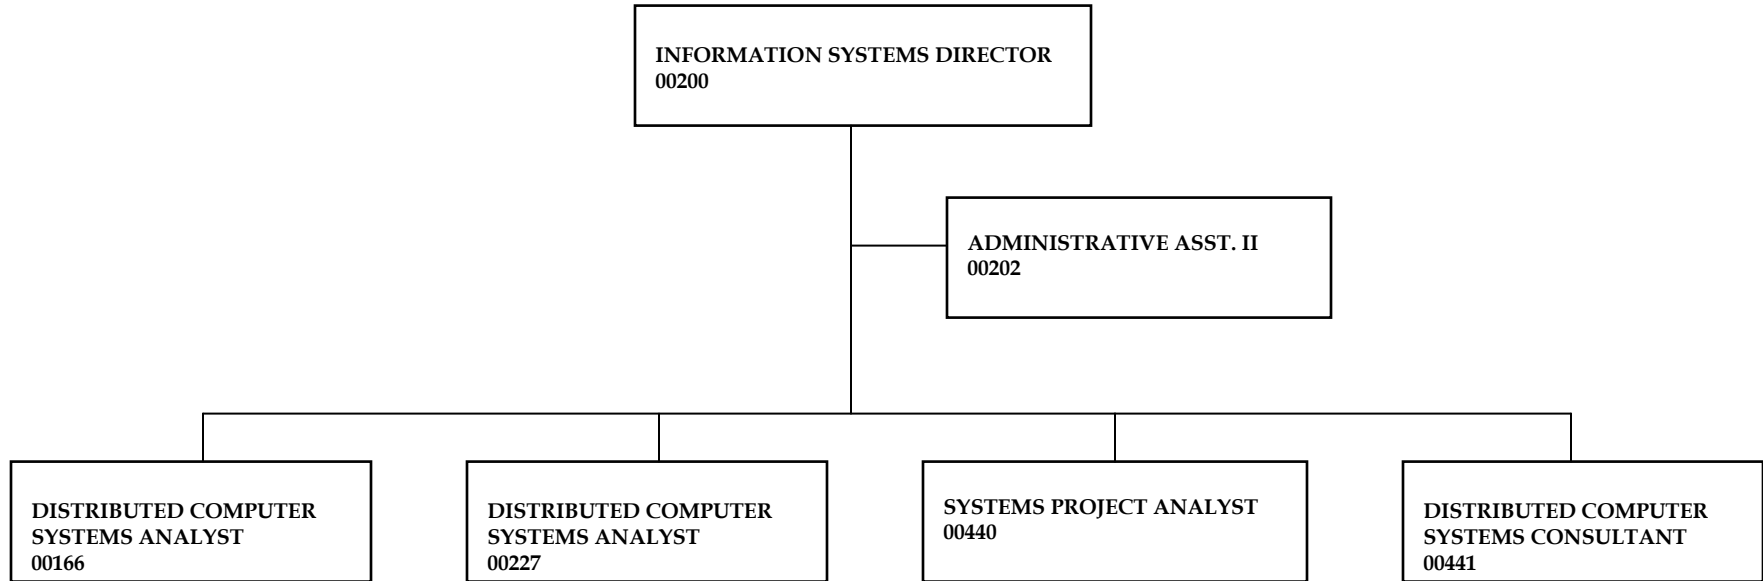 INFORMATION SYSTEMS DIRECTOR
00200
ADMINISTRATIVE ASST. II
00202
DISTRIBUTED COMPUTER
SYSTEMS ANALYST
00166
DISTRIBUTED COMPUTER
SYSTEMS ANALYST
00227
SYSTEMS PROJECT ANALYST
00440
DISTRIBUTED COMPUTER
SYSTEMS CONSULTANT
00441